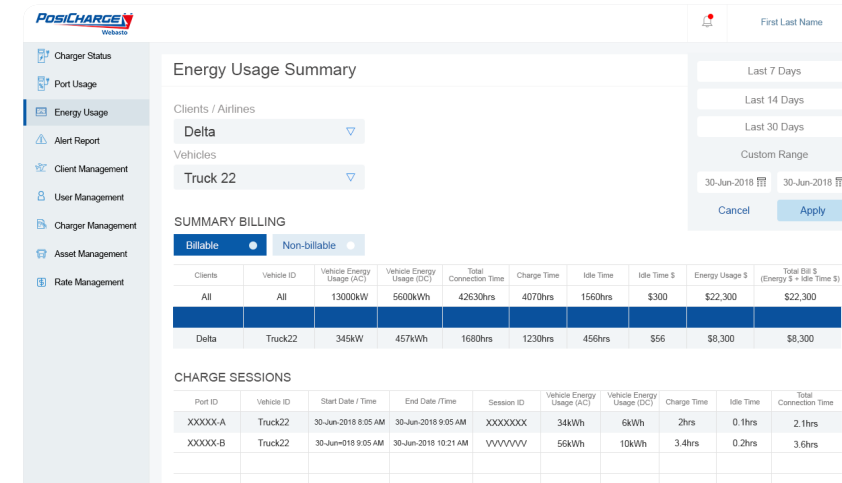 PosiCharge
Webasto
First Last Name
Charger Status
Port Usage
Energy Usage
Alert Report
Client Management
User Management
Charger Management
Asset Management
Rate Management
Energy Usage Summary
Clients / Airlines
Delta
Vehicles
Truck 22
Last 7 Days
Last 14 Days
Last 30 Days
Custom Range
30-Jun-2018 30-Jun-2018
Cancel Apply
SUMMARY BILLING
Billable Non-billable
Clients Vehicle ID Vehicle Energy Usage (AC) Vehicle Energy Usage (DC) Total Connection Time Charge Time Idle Time Idle Time $ Energy Usage $ Total Bill $ (Energy $ + Idle Time $)
All All 13000kW 5600kWh 42630hrs 4070hrs 1560hrs $300 $22,300 $22,300
Delta Truck22 345kW 457kWh 1680hrs 1230hrs 456hrs $56 $8,300 $8,300
CHARGE SESSIONS
Port ID Vehicle ID Start Date / Time End Date /Time Session ID Vehicle Energy Usage (AC) Vehicle Energy Usage (DC) Charge Time Idle Time Total Connection Time
XXXXX-A Truck22 30-Jun-2018 8:05 AM 30-Jun-2018 9:05 AM XXXXXXX 34kWh 6kWh 2hrs 0.1hrs 2.1hrs
XXXXX-B Truck22 30-Jun=018 9:05 AM 30-Jun-2018 10:21 AM VVVVVVV 56kWh 10kWh 3.4hrs 0.2hrs 3.6hrs